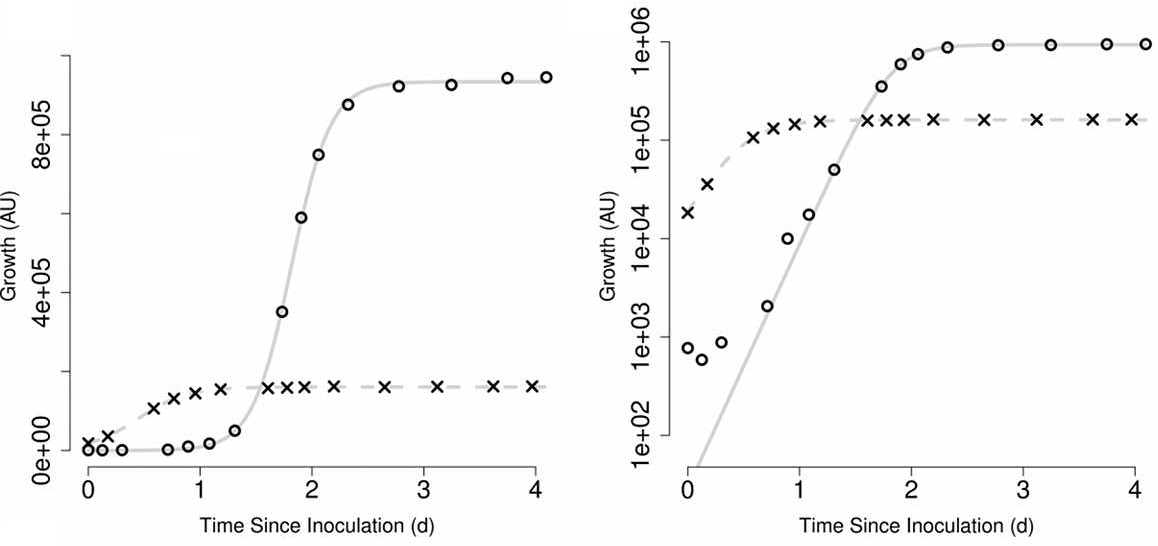 Growth (AU)
8e+05
4e+05
0e+00
0 1 2 3 4
Time Since Inoculation (d)
Growth (AU)
1e+06
1e+05
1e+04
1e+03
1e+02
0 1 2 3 4
Time Since Inoculation (d)